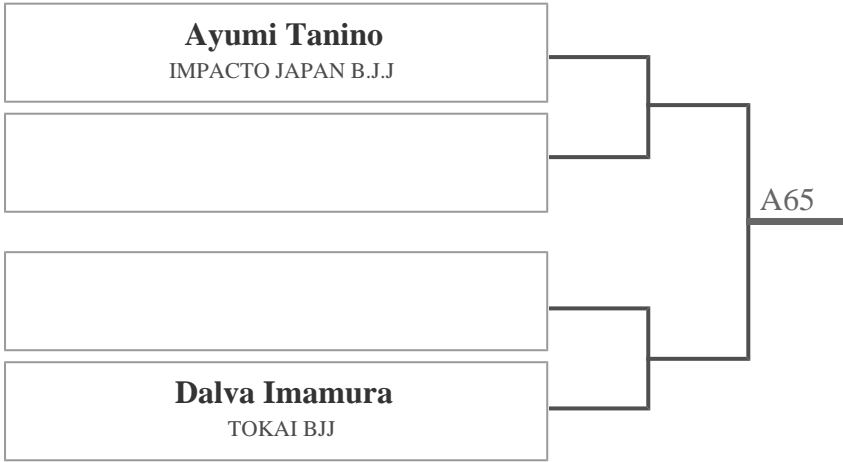 Ayumi Tanino
IMPACTO JAPAN B.J.J
A65
Dalva Imamura
TOKAI BJJ